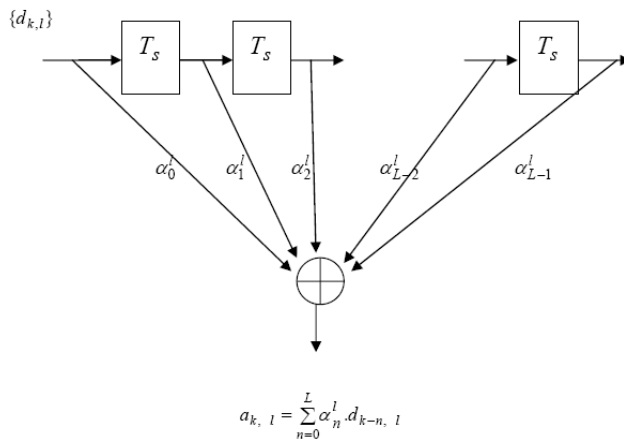 {d_{k,l}}
T_s T_s T_s
α_0^l α_1^l α_2^l α_{L-2}^l α_{L-1}^l
a_{k, l} = \sum_{n=0}^{L} α_n^l .d_{k-n, l}